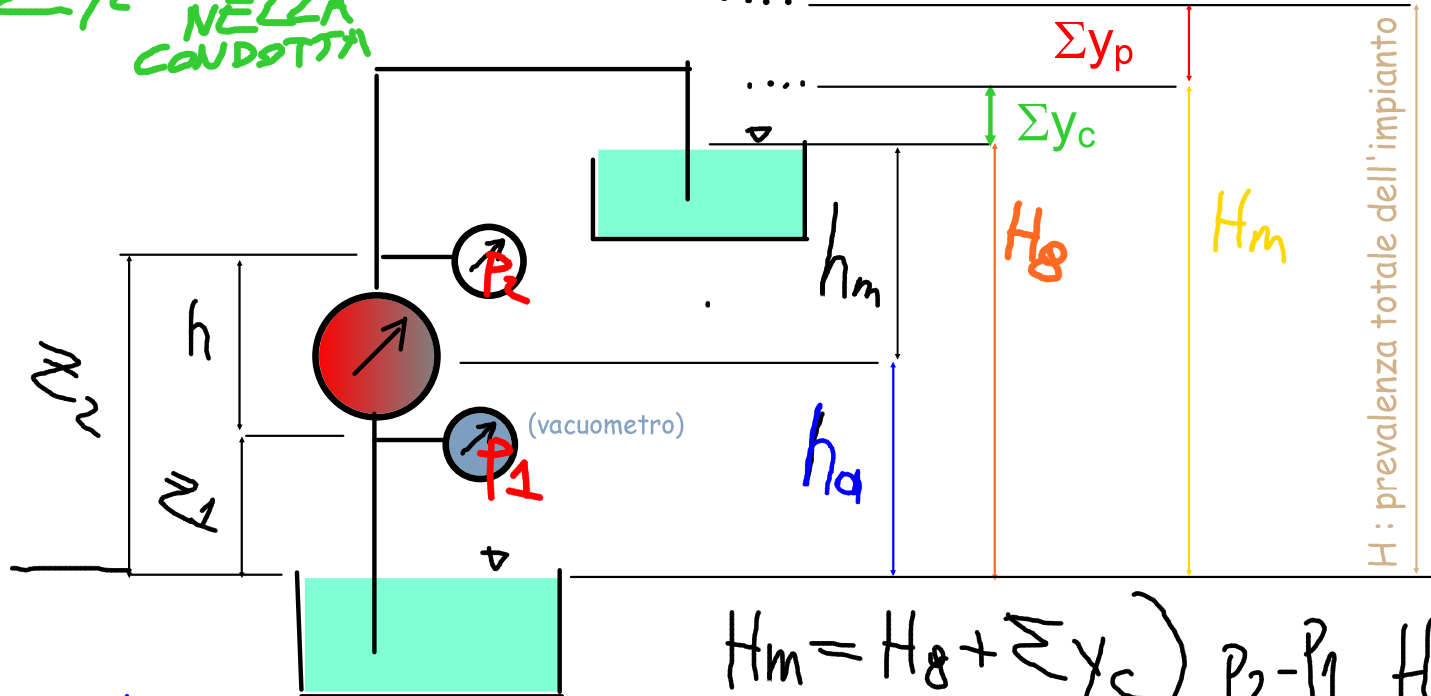 NELLA
CONDOTTA
Σyp
Σyc
Hm
Hg
hm
P2
h
Z2
(vacuometro)
P1
ha
Z1
H : prevalenza totale dell'impianto
Hm = Hg + Σyc) P2-P1 H